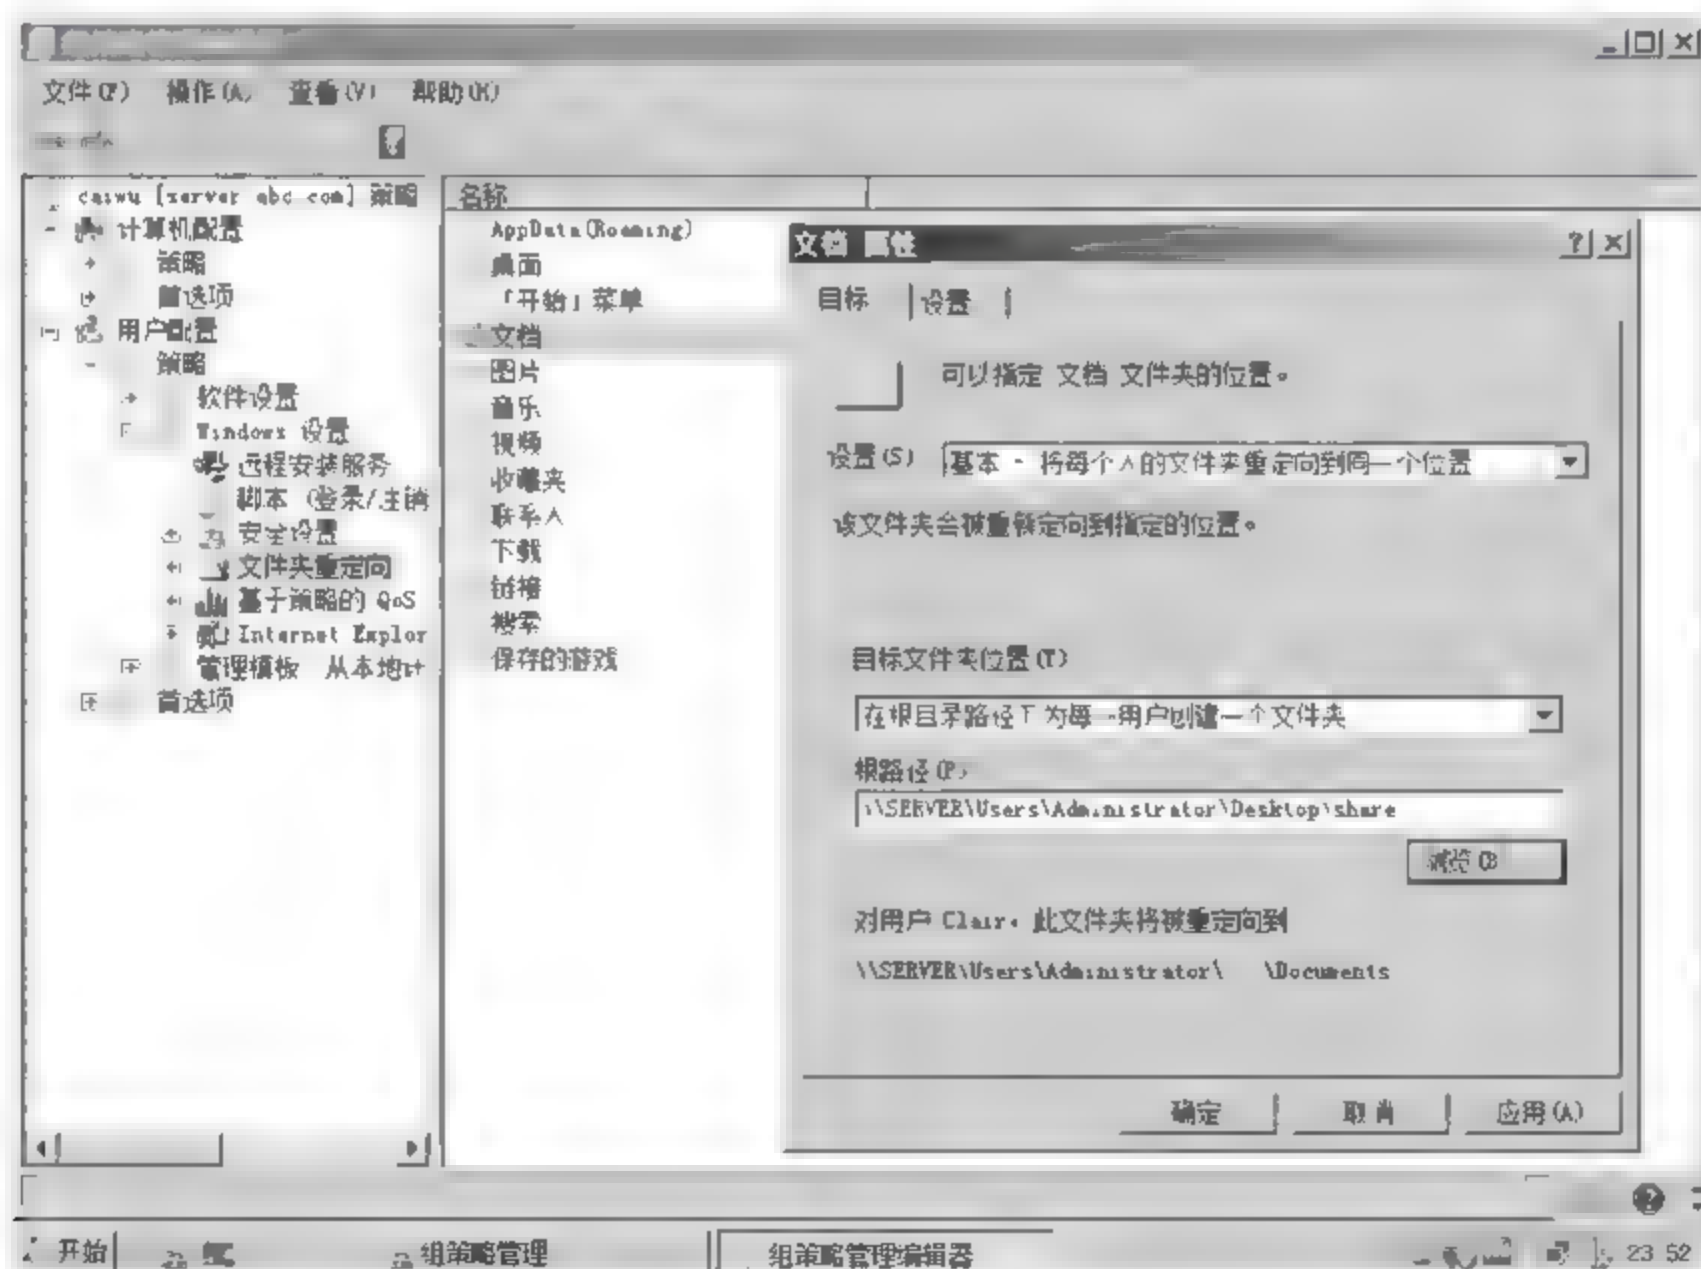 文件(F) 操作(A) 查看(V) 帮助(H)
caiwu [server abc com] 策略
计算机配置
策略
首选项
用户配置
策略
软件设置
Windows 设置
远程安装服务
脚本 (登录/注销
安全设置
文件夹重定向
基于策略的 QoS
Internet Explor
管理模板 从本地计
首选项
名称
AppData(Roaming)
桌面
「开始」菜单
文档
图片
音乐
视频
收藏夹
联系人
下载
链接
搜索
保存的游戏
文档 属性
目标 设置
可以指定 文档 文件夹的位置。
设置(S)
基本 - 将每个人的文件夹重定向到同一个位置
该文件夹会被重新定向到指定的位置。
目标文件夹位置(T)
在根目录路径下为每一用户创建一个文件夹
根路径(P)
\\SERVER\Users\Administrator\Desktop\share
浏览(B)
对用户 Clair, 此文件夹将被重定向到
\\SERVER\Users\Administrator\ \Documents
确定 取消 应用(A)
开始 组策略管理 组策略管理编辑器 23 52